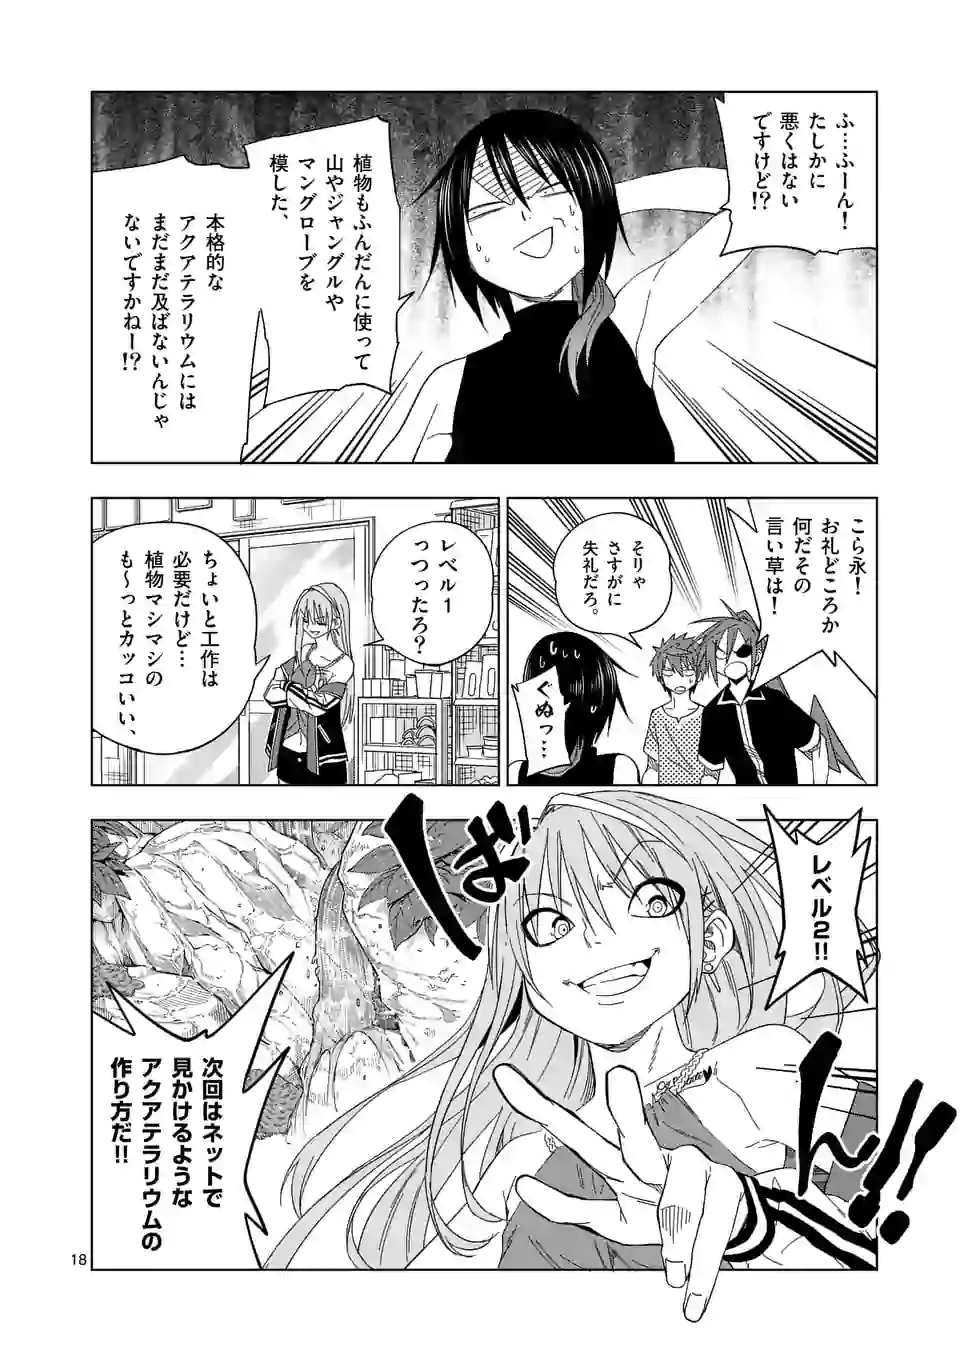 ふ…ふーん！
たしかに
悪くはない
ですけど!?
植物もふんだんに使って
山やジャングルや
マングローブを
模した、
本格的な
アクアテラリウムには
まだまだ及ばないんじゃ
ないですかねー!?
こら永！
お礼どころか
何だその
言い草は！
そりゃ
さすがに
失礼だろ。
ぐぬっ…
レベル１
っつったろ？
ちょいと工作は
必要だけど…
植物マシマシの
も〜っとカッコいい、
レベル2!!
ばん!!
次回はネットで
見かけるような
アクアテラリウムの
作り方だ!!
18